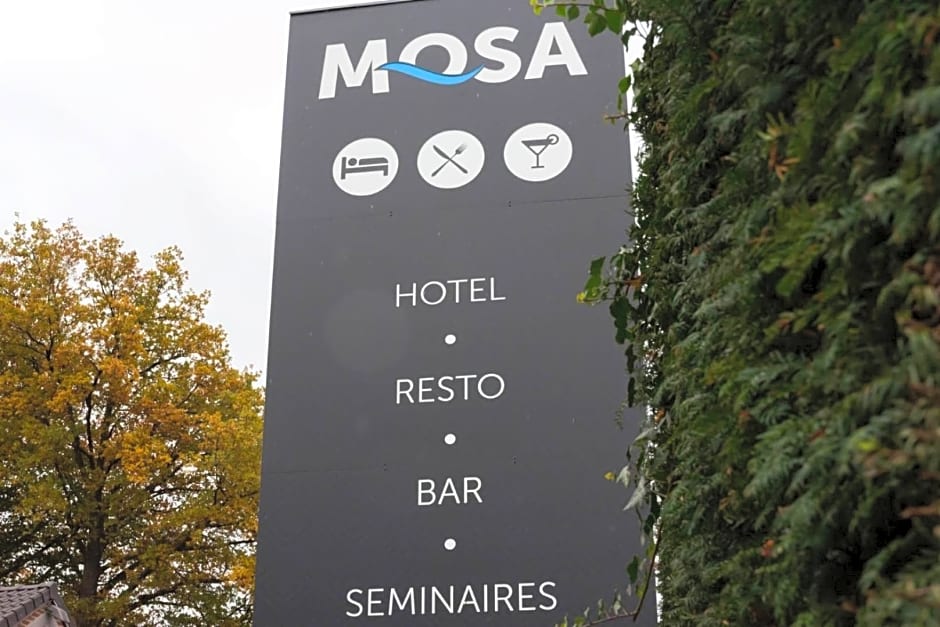 MOSA
HOTEL
RESTO
BAR
SEMINAIRES